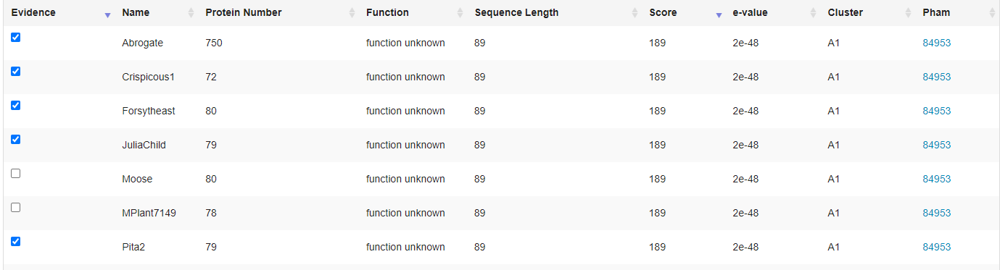 Evidence Name Protein Number Function Sequence Length Score e-value Cluster Pham
Abrogate 750 function unknown 89 189 2e-48 A1 84953
Crispicous1 72 function unknown 89 189 2e-48 A1 84953
Forsytheast 80 function unknown 89 189 2e-48 A1 84953
JuliaChild 79 function unknown 89 189 2e-48 A1 84953
Moose 80 function unknown 89 189 2e-48 A1 84953
MPlant7149 78 function unknown 89 189 2e-48 A1 84953
Pita2 79 function unknown 89 189 2e-48 A1 84953